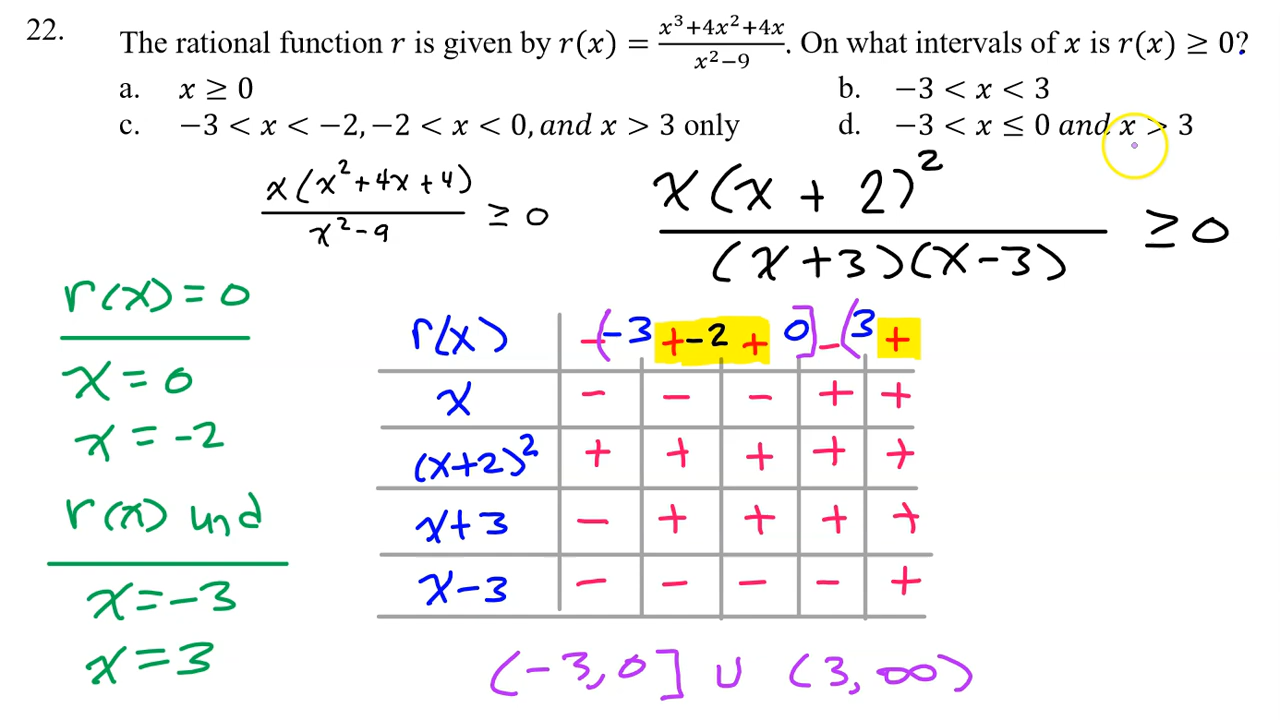 22. The rational function r is given by r(x) = x³+4x²+4x / x²−9. On what intervals of x is r(x) ≥ 0?
a. x ≥ 0 b. −3 < x < 3
c. −3 < x < −2, −2 < x < 0, and x > 3 only d. −3 < x ≤ 0 and x > 3
x(x²+4x+4) / x²-9 ≥ 0 x(x+2)² / (x+3)(x-3) ≥ 0
r(x)=0
x=0
x=-2
r(x) und
x=-3
x=3
r(x) - (-3 + -2 + 0] - (3 +
x - - - + +
(x+2)² + + + + +
x+3 - + + + +
x-3 - - - - +
(-3,0] ∪ (3,∞)